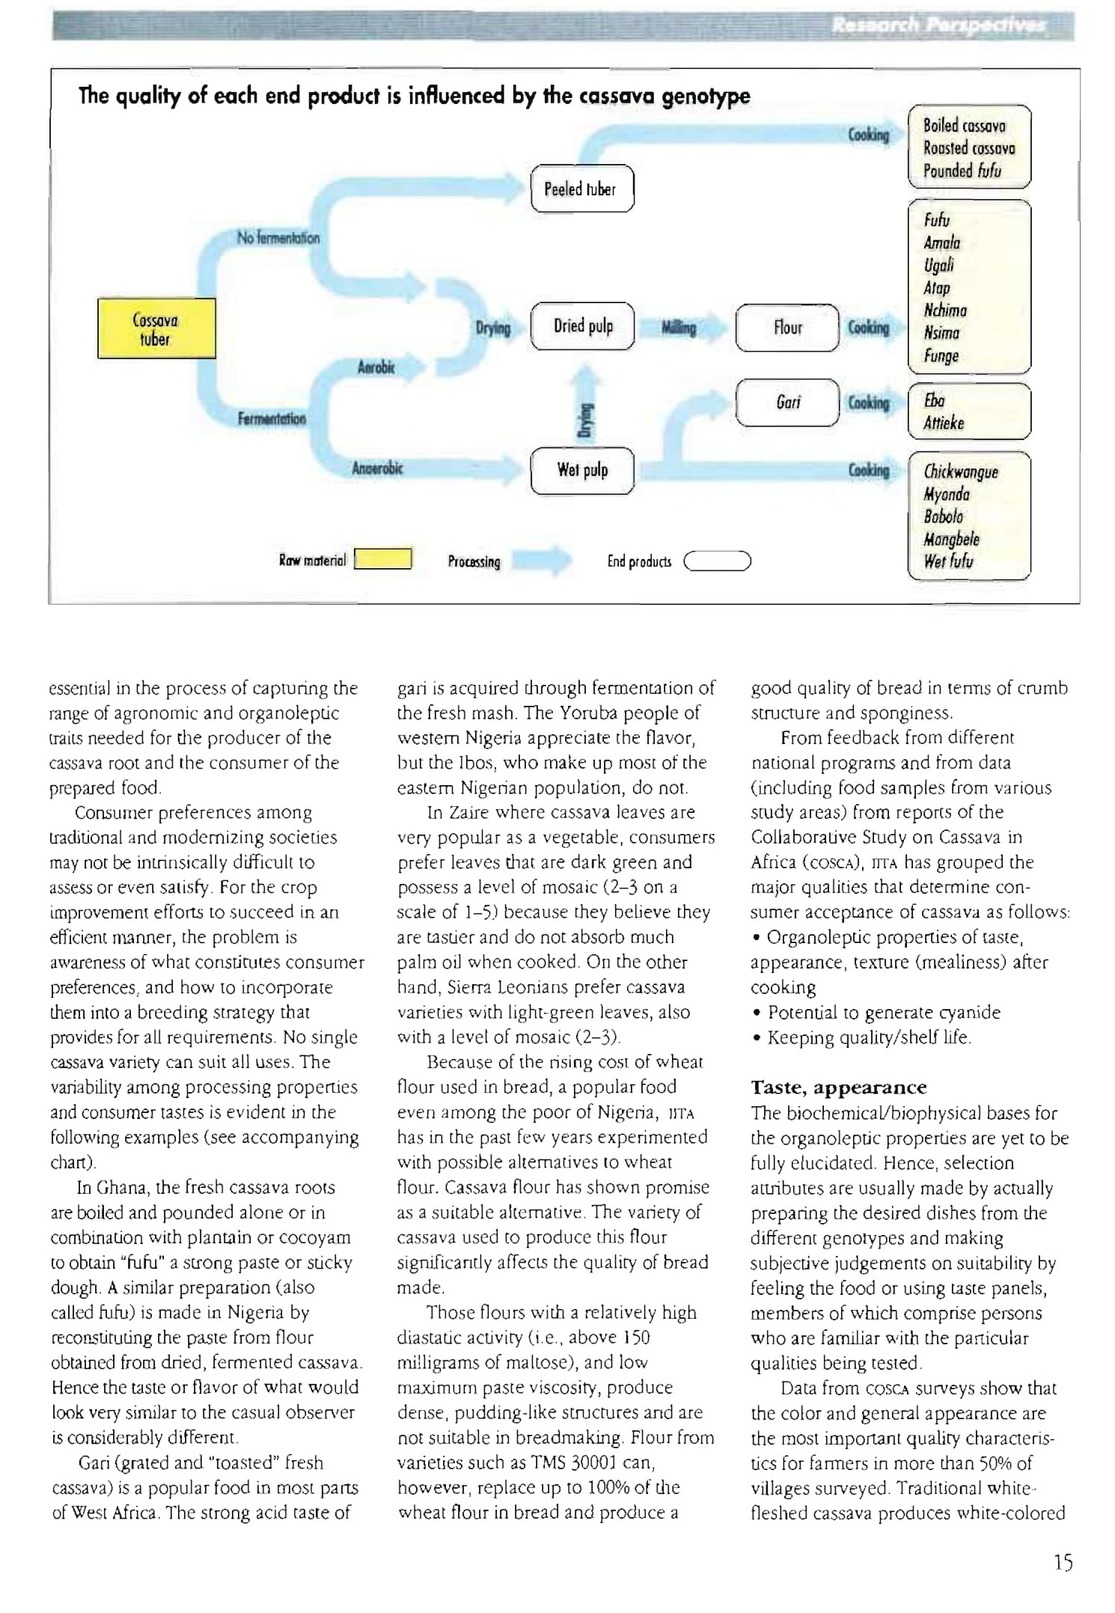 Research Perspectives
The quality of each end product is influenced by the cassava genotype
Cooking
Boiled cassava
Roasted cassava
Pounded fufu
Peeled tuber
No fermentation
Fufu
Amala
Ugali
Atap
Nchima
Nsima
Funge
Cassava
tuber
Drying
Dried pulp
Milling
Flour
Cooking
Aerobic
Fermentation
Drying
Gari
Cooking
Eba
Attieke
Anaerobic
Wet pulp
Cooking
Chickwangue
Myondo
Bobolo
Mangbele
Wet fufu
Raw material
Processing
End products
essential in the process of capturing the
range of agronomic and organoleptic
traits needed for the producer of the
cassava root and the consumer of the
prepared food.
Consumer preferences among
traditional and modernizing societies
may not be intrinsically difficult to
assess or even satisfy. For the crop
improvement efforts to succeed in an
efficient manner, the problem is
awareness of what constitutes consumer
preferences, and how to incorporate
them into a breeding strategy that
provides for all requirements. No single
cassava variety can suit all uses. The
variability among processing properties
and consumer tastes is evident in the
following examples (see accompanying
chart).
In Ghana, the fresh cassava roots
are boiled and pounded alone or in
combination with plantain or cocoyam
to obtain "fufu" a strong paste or sticky
dough. A similar preparation (also
called fufu) is made in Nigeria by
reconstituting the paste from flour
obtained from dried, fermented cassava.
Hence the taste or flavor of what would
look very similar to the casual observer
is considerably different.
Gari (grated and "toasted" fresh
cassava) is a popular food in most parts
of West Africa. The strong acid taste of
gari is acquired through fermentation of
the fresh mash. The Yoruba people of
western Nigeria appreciate the flavor,
but the Ibos, who make up most of the
eastern Nigerian population, do not.
In Zaire where cassava leaves are
very popular as a vegetable, consumers
prefer leaves that are dark green and
possess a level of mosaic (2–3 on a
scale of 1–5) because they believe they
are tastier and do not absorb much
palm oil when cooked. On the other
hand, Sierra Leonians prefer cassava
varieties with light-green leaves, also
with a level of mosaic (2–3).
Because of the rising cost of wheat
flour used in bread, a popular food
even among the poor of Nigeria, IITA
has in the past few years experimented
with possible alternatives to wheat
flour. Cassava flour has shown promise
as a suitable alternative. The variety of
cassava used to produce this flour
significantly affects the quality of bread
made.
Those flours with a relatively high
diastatic activity (i.e., above 150
milligrams of maltose), and low
maximum paste viscosity, produce
dense, pudding-like structures and are
not suitable in breadmaking. Flour from
varieties such as TMS 30001 can,
however, replace up to 100% of the
wheat flour in bread and produce a
good quality of bread in terms of crumb
structure and sponginess.
From feedback from different
national programs and from data
(including food samples from various
study areas) from reports of the
Collaborative Study on Cassava in
Africa (COSCA), IITA has grouped the
major qualities that determine con-
sumer acceptance of cassava as follows:
• Organoleptic properties of taste,
appearance, texture (mealiness) after
cooking
• Potential to generate cyanide
• Keeping quality/shelf life.
Taste, appearance
The biochemical/biophysical bases for
the organoleptic properties are yet to be
fully elucidated. Hence, selection
attributes are usually made by actually
preparing the desired dishes from the
different genotypes and making
subjective judgements on suitability by
feeling the food or using taste panels,
members of which comprise persons
who are familiar with the particular
qualities being tested.
Data from COSCA surveys show that
the color and general appearance are
the most important quality characteris-
tics for farmers in more than 50% of
villages surveyed. Traditional white-
fleshed cassava produces white-colored
15